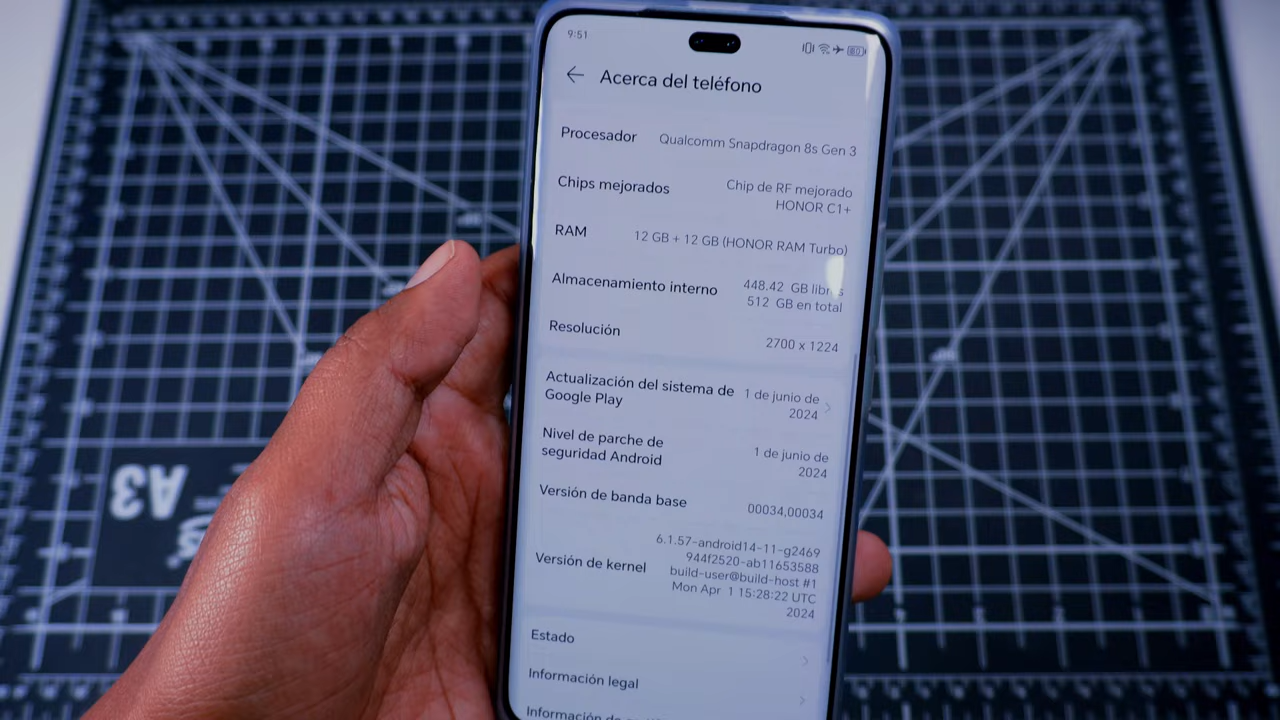 9:51
80
Acerca del teléfono
Procesador
Qualcomm Snapdragon 8s Gen 3
Chips mejorados
Chip de RF mejorado
HONOR C1+
RAM
12 GB + 12 GB (HONOR RAM Turbo)
Almacenamiento interno
448.42 GB libres
512 GB en total
Resolución
2700 x 1224
Actualización del sistema de
Google Play
1 de junio de
2024
Nivel de parche de
seguridad Android
1 de junio de
2024
Versión de banda base
00034,00034
Versión de kernel
6.1.57-android14-11-g2469
944f2520-ab11653588
build-user@build-host #1
Mon Apr 1 15:28:22 UTC
2024
Estado
Información legal
Información de
A3